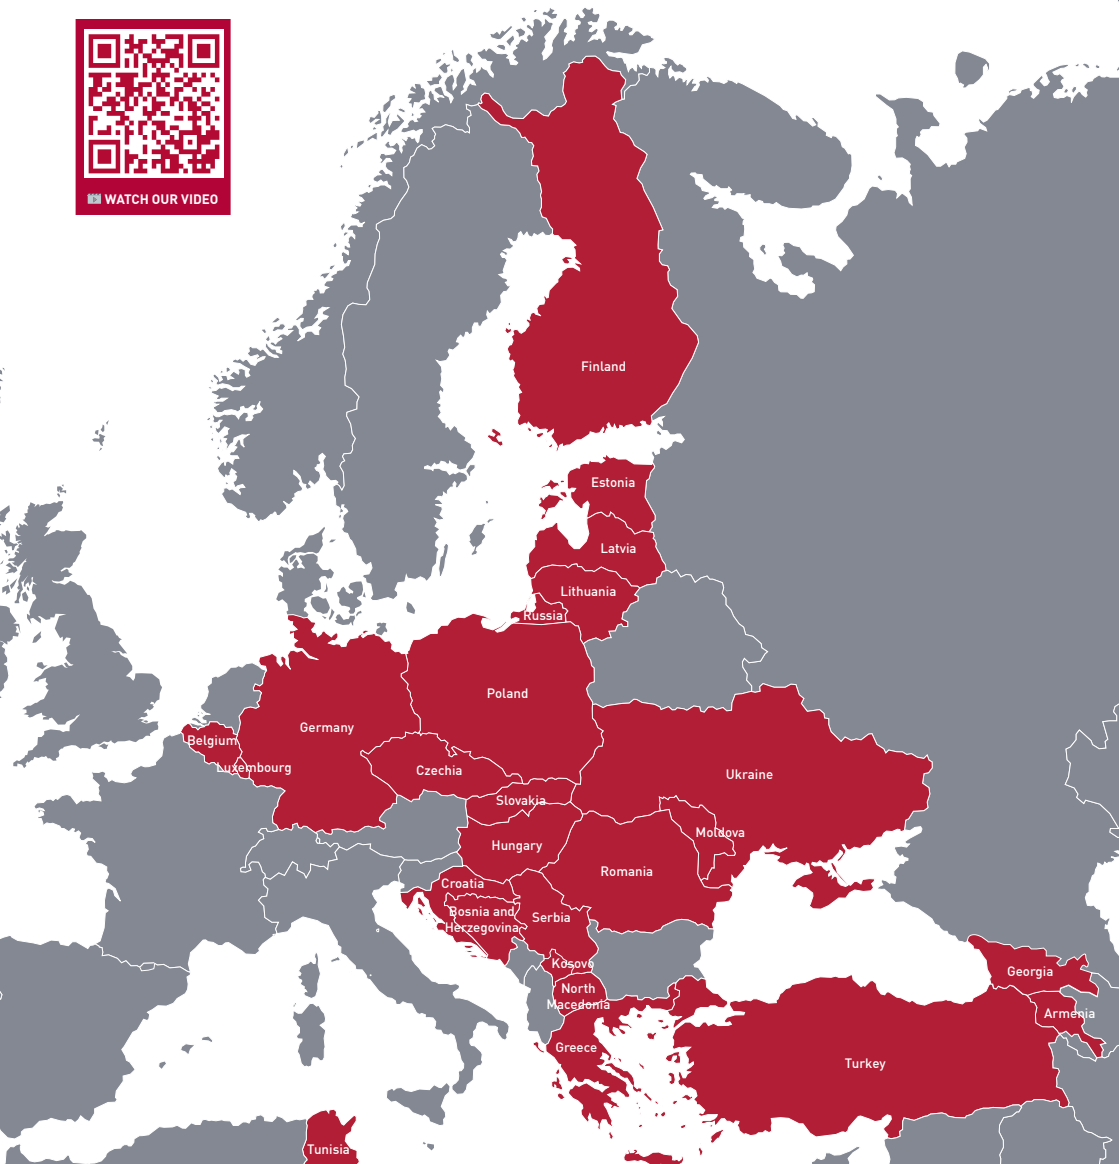 WATCH OUR VIDEO
Finland
Estonia
Latvia
Lithuania
Russia
Poland
Germany
Belgium
Luxembourg
Czechia
Ukraine
Slovakia
Moldova
Hungary
Romania
Croatia
Bosnia and
Herzegovina
Serbia
Kosovo
Georgia
North
Macedonia
Armenia
Greece
Turkey
Tunisia